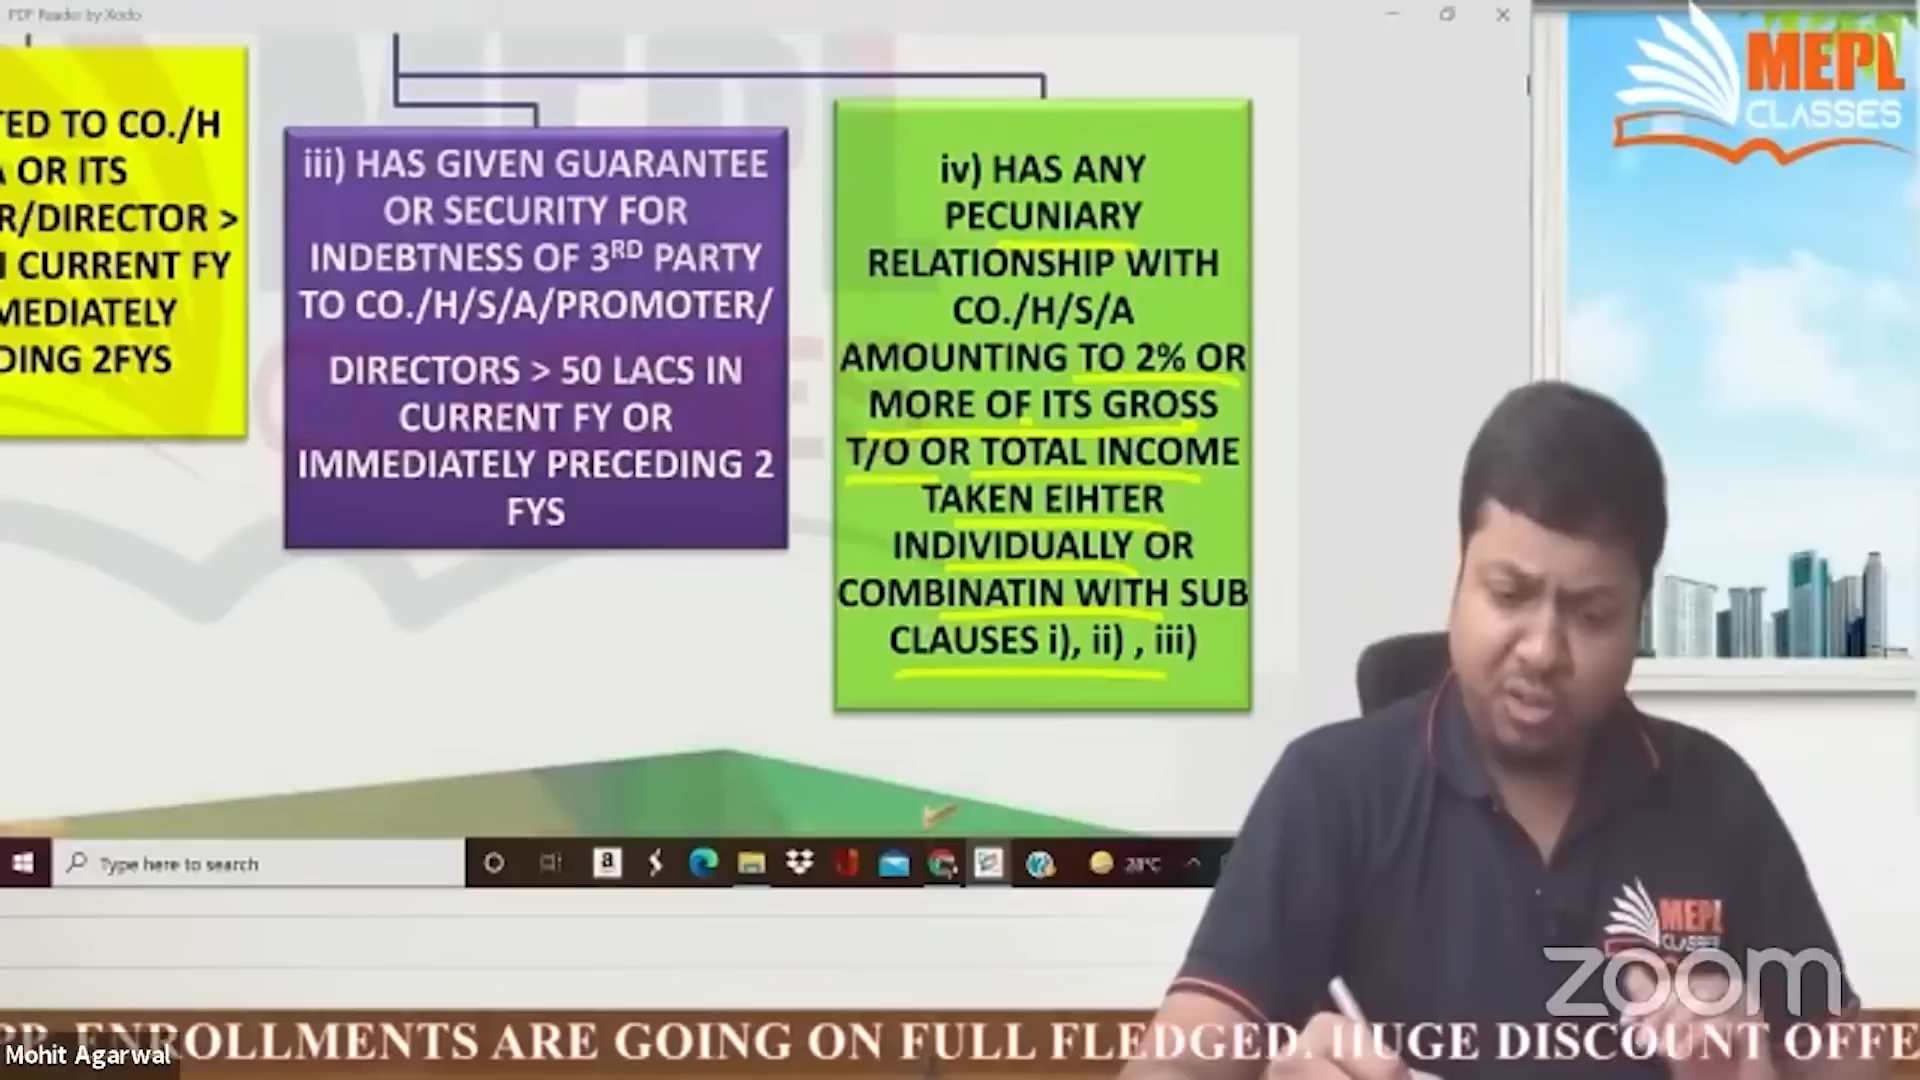 PDF Reader by Xodo
MEPL
CLASSES
TED TO CO./H
A OR ITS
R/DIRECTOR >
CURRENT FY
MEDIATELY
DING 2FYS
iii) HAS GIVEN GUARANTEE
OR SECURITY FOR
INDEBTNESS OF 3RD PARTY
TO CO./H/S/A/PROMOTER/
DIRECTORS > 50 LACS IN
CURRENT FY OR
IMMEDIATELY PRECEDING 2
FYS
iv) HAS ANY
PECUNIARY
RELATIONSHIP WITH
CO./H/S/A
AMOUNTING TO 2% OR
MORE OF ITS GROSS
T/O OR TOTAL INCOME
TAKEN EIHTER
INDIVIDUALLY OR
COMBINATIN WITH SUB
CLAUSES i), ii) , iii)
Type here to search
28°C
MEPL
CLASSES
zoom
ENROLLMENTS ARE GOING ON FULL FLEDGED. HUGE DISCOUNT OFFE
Mohit Agarwal